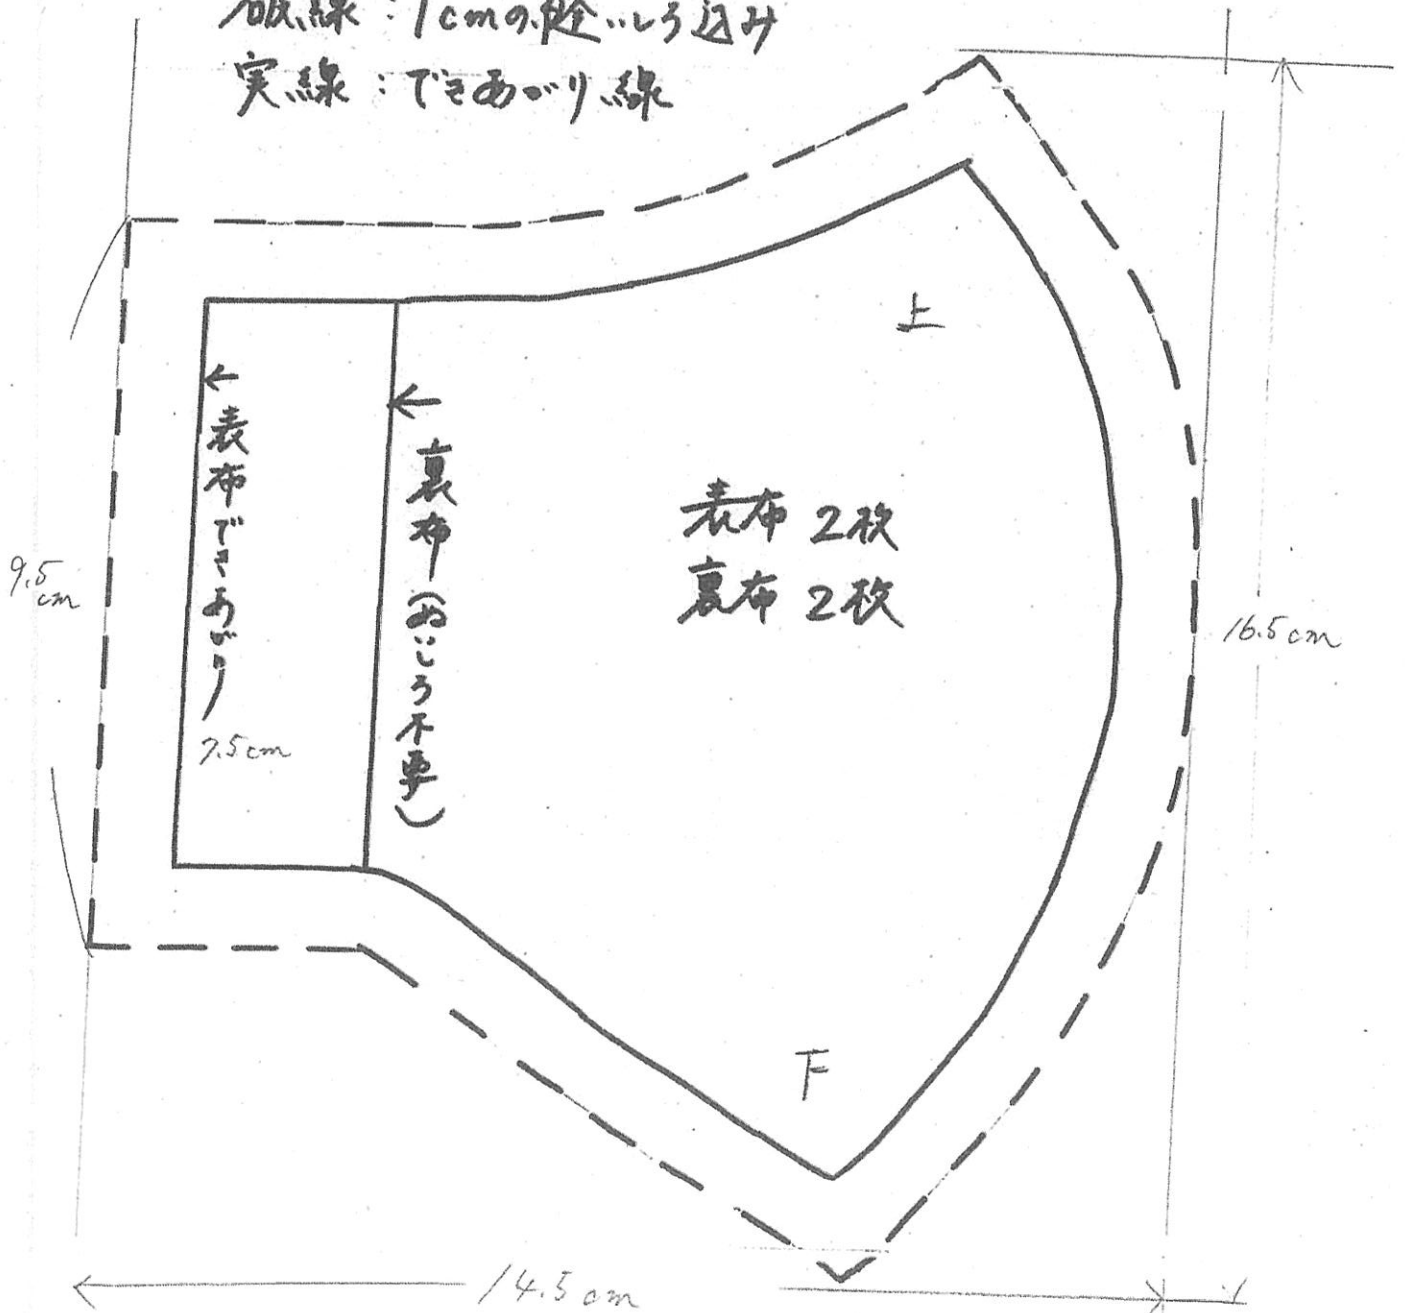 破線:1cmの縫いしろ込み
実線:できあがり線
上
←表布できあがり
←裏布(ぬいしろ不要)
表布 2枚
裏布 2枚
9.5cm
16.5cm
7.5cm
下
14.5cm